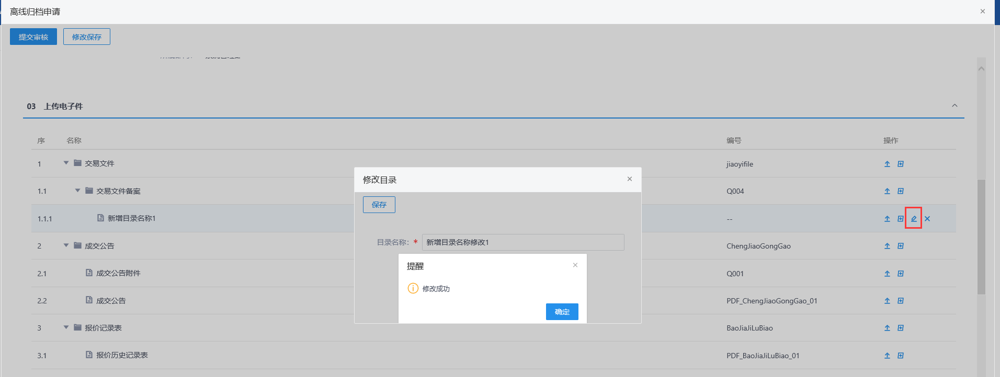 离线归档申请
提交审核 修改保存
03 上传电子件
序 名称 编号 操作
1 交易文件 jiaoyifile
1.1 交易文件备案 Q004
1.1.1 新增目录名称1 --
2 成交公告 ChengJiaoGongGao
2.1 成交公告附件 Q001
2.2 成交公告 PDF_ChengJiaoGongGao_01
3 报价记录表 BaoJiaJiLuBiao
3.1 报价历史记录表 PDF_BaoJiaJiLuBiao_01
修改目录
保存
目录名称: * 新增目录名称修改1
提醒
修改成功
确定